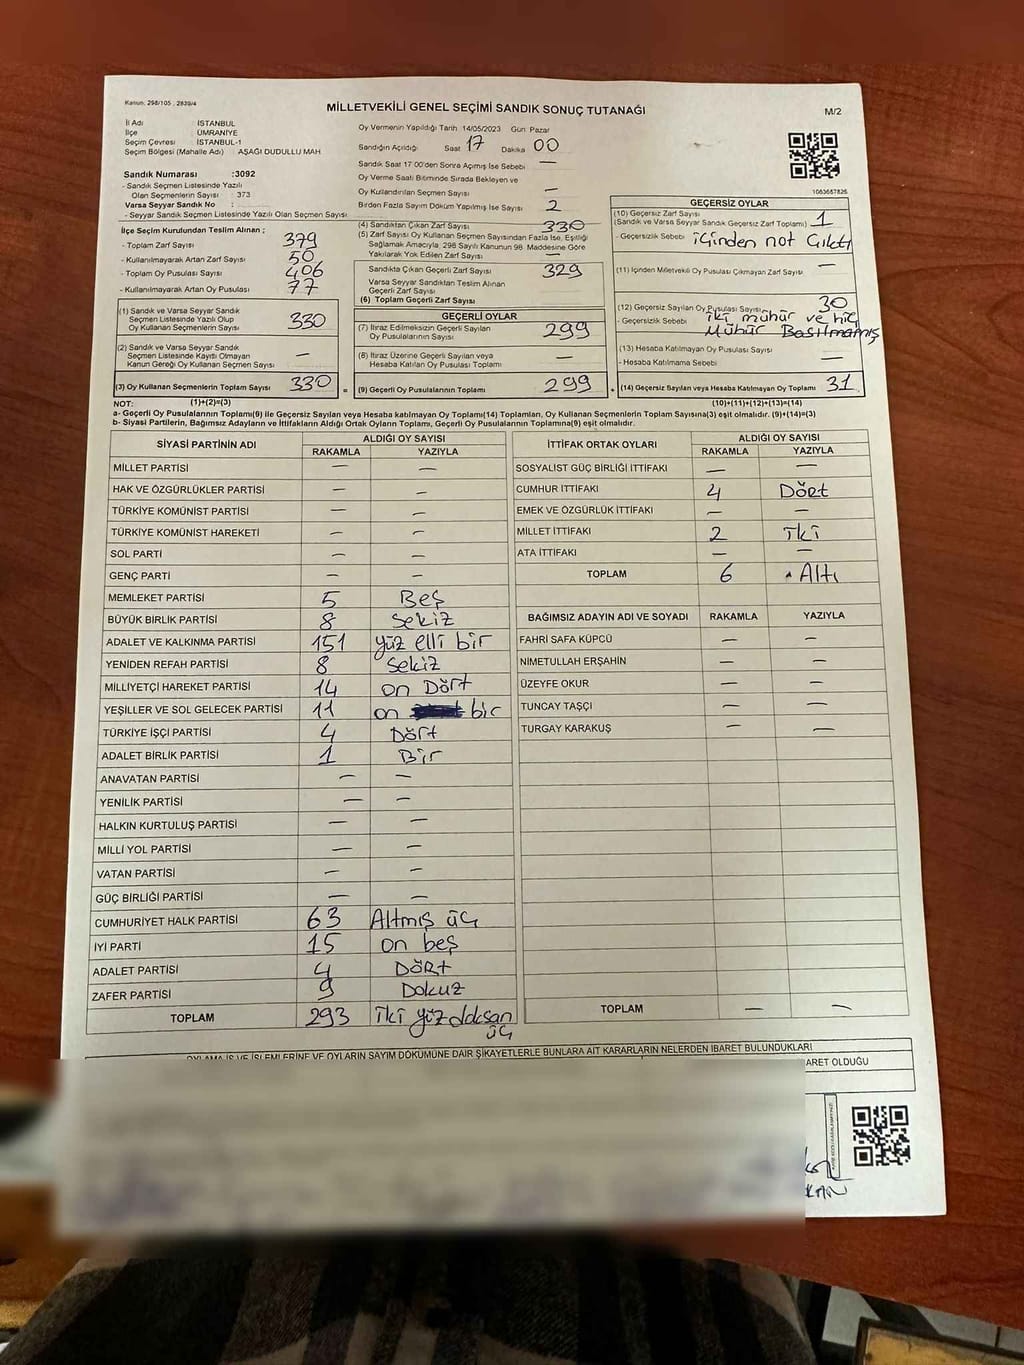 Kanun: 298/105 , 2839/4
MİLLETVEKİLİ GENEL SEÇİMİ SANDIK SONUÇ TUTANAĞI
M/2
İl Adı : İSTANBUL
İlçe : ÜMRANİYE
Seçim Çevresi : İSTANBUL-1
Seçim Bölgesi (Mahalle Adı) : AŞAĞI DUDULLU MAH
Sandık Numarası :3092
- Sandık Seçmen Listesinde Yazılı
Olan Seçmenlerin Sayısı : 373
Varsa Seyyar Sandık No :
- Seyyar Sandık Seçmen Listesinde Yazılı Olan Seçmen Sayısı
Oy Vermenin Yapıldığı Tarih 14/05/2023 Gün Pazar
Sandığın Açıldığı Saat 17 Dakika 00
Sandık Saat 17:00'den Sonra Açmış İse Sebebi —
Oy Verme Saati Bitiminde Sırada Bekleyen ve
Oy Kullandırılan Seçmen Sayısı —
Birden Fazla Sayım Döküm Yapılmış İse Sayısı 2
1063687826
İlçe Seçim Kurulundan Teslim Alınan ;
- Toplam Zarf Sayısı 379
- Kullanılmayarak Artan Zarf Sayısı 50
- Toplam Oy Pusulası Sayısı 406
- Kullanılmayarak Artan Oy Pusulası 77
(4) Sandıktan Çıkan Zarf Sayısı 330
(5) Zarf Sayısı Oy Kullanan Seçmen Sayısından Fazla İse, Eşitliği
Sağlamak Amacıyla, 298 Sayılı Kanunun 98. Maddesine Göre
Yakılarak Yok Edilen Zarf Sayısı —
Sandıkta Çıkan Geçerli Zarf Sayısı 329
Varsa Seyyar Sandıktan Teslim Alınan
Geçerli Zarf Sayısı
(6) Toplam Geçerli Zarf Sayısı
GEÇERSİZ OYLAR
(10) Geçersiz Zarf Sayısı
(Sandık ve Varsa Seyyar Sandık Geçersiz Zarf Toplamı) 1
- Geçersizlik Sebebi içinden not çıktı
(11) İçinden Milletvekili Oy Pusulası Çıkmayan Zarf Sayısı —
(12) Geçersiz Sayılan Oy Pusulası Sayısı 30
- Geçersizlik Sebebi iki mühür ve hiç
Mühür Basılmamış
(13) Hesaba Katılmayan Oy Pusulası Sayısı —
- Hesaba Katılmama Sebebi —
(14) Geçersiz Sayılan veya Hesaba Katılmayan Oy Toplamı 31
(1) Sandık ve Varsa Seyyar Sandık
Seçmen Listesinde Yazılı Olup
Oy Kullanan Seçmenlerin Sayısı 330
(2) Sandık ve Varsa Seyyar Sandık
Seçmen Listesinde Kayıtlı Olmayan
Kanun Gereği Oy Kullanan Seçmen Sayısı —
(3) Oy Kullanan Seçmenlerin Toplam Sayısı 330 =
GEÇERLİ OYLAR
(7) İtiraz Edilmeksizin Geçerli Sayılan
Oy Pusulalarının Sayısı 299
(8) İtiraz Üzerine Geçerli Sayılan veya
Hesaba Katılan Oy Pusulası Sayısı —
(9) Geçerli Oy Pusulalarının Toplamı 299 +
NOT: (1)+(2)=(3) (10)+(11)+(12)+(13)=(14)
a- Geçerli Oy Pusulalarının Toplamı(9) ile Geçersiz Sayılan veya Hesaba katılmayan Oy Toplamı(14) Toplamları, Oy Kullanan Seçmenlerin Toplam Sayısına(3) eşit olmalıdır. (9)+(14)=(3)
b- Siyasi Partilerin, Bağımsız Adayların ve İttifakların Aldığı Ortak Oyların Toplamı, Geçerli Oy Pusulalarının Toplamına(9) eşit olmalıdır.
SİYASİ PARTİNİN ADI ALDIĞI OY SAYISI
RAKAMLA YAZIYLA
MİLLET PARTİSİ — —
HAK VE ÖZGÜRLÜKLER PARTİSİ — —
TÜRKİYE KOMÜNİST PARTİSİ — —
TÜRKİYE KOMÜNİST HAREKETİ — —
SOL PARTİ — —
GENÇ PARTİ — —
MEMLEKET PARTİSİ 5 Beş
BÜYÜK BİRLİK PARTİSİ 8 Sekiz
ADALET VE KALKINMA PARTİSİ 151 yüz elli bir
YENİDEN REFAH PARTİSİ 8 Sekiz
MİLLİYETÇİ HAREKET PARTİSİ 14 on Dört
YEŞİLLER VE SOL GELECEK PARTİSİ 11 on bir
TÜRKİYE İŞÇİ PARTİSİ 4 Dört
ADALET BİRLİK PARTİSİ 1 Bir
ANAVATAN PARTİSİ — —
YENİLİK PARTİSİ — —
HALKIN KURTULUŞ PARTİSİ — —
MİLLİ YOL PARTİSİ — —
VATAN PARTİSİ — —
GÜÇ BİRLİĞİ PARTİSİ — —
CUMHURİYET HALK PARTİSİ 63 Altmış üç
İYİ PARTİ 15 on beş
ADALET PARTİSİ 4 Dört
ZAFER PARTİSİ 9 Dokuz
TOPLAM 293 iki yüz doksan
üç
İTTİFAK ORTAK OYLARI ALDIĞI OY SAYISI
RAKAMLA YAZIYLA
SOSYALIST GÜÇ BİRLİĞİ İTTİFAKI — —
CUMHUR İTTİFAKI 4 Dört
EMEK VE ÖZGÜRLÜK İTTİFAKI — —
MİLLET İTTİFAKI 2 iki
ATA İTTİFAKI — —
TOPLAM 6 Altı
BAĞIMSIZ ADAYIN ADI VE SOYADI RAKAMLA YAZIYLA
FAHRİ SAFA KÜPCÜ — —
NİMETULLAH ERŞAHİN — —
ÜZEYFE OKUR — —
TUNCAY TAŞÇI — —
TURGAY KARAKUŞ — —
TOPLAM — —
OYLAMA İŞ VE İŞLEMLERİNE VE OYLARIN SAYIM DÖKÜMÜNE DAİR ŞİKAYETLERLE BUNLARA AİT KARARLARIN NELERDEN İBARET BULUNDUKLARI
ARET OLDUĞU